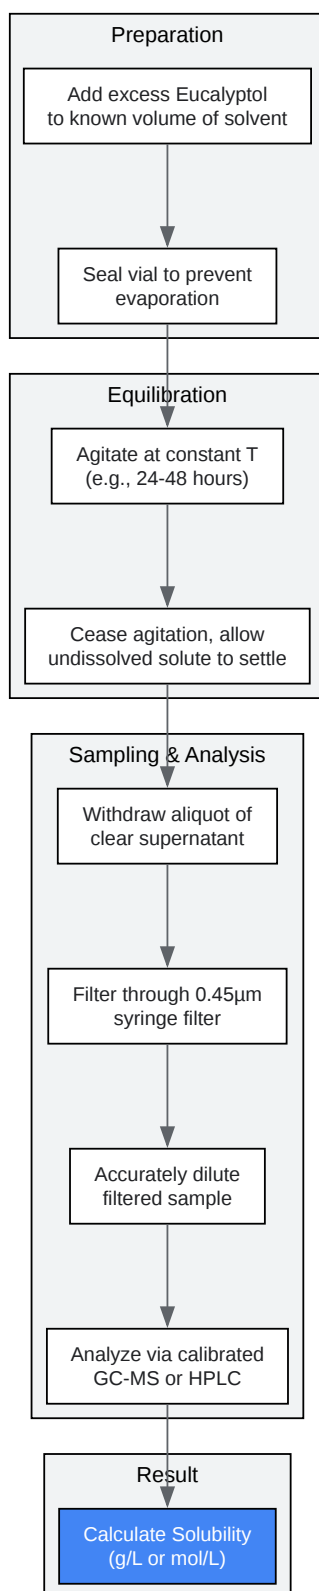 Preparation
Add excess Eucalyptol
to known volume of solvent
Seal vial to prevent
evaporation
Equilibration
Agitate at constant T
(e.g., 24-48 hours)
Cease agitation, allow
undissolved solute to settle
Sampling & Analysis
Withdraw aliquot of
clear supernatant
Filter through 0.45µm
syringe filter
Accurately dilute
filtered sample
Analyze via calibrated
GC-MS or HPLC
Result
Calculate Solubility
(g/L or mol/L)